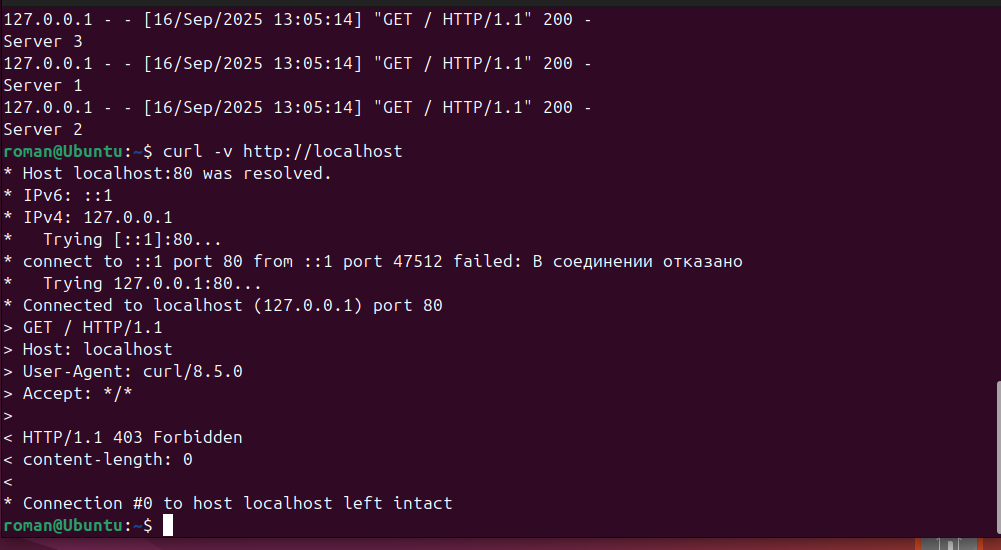 127.0.0.1 - - [16/Sep/2025 13:05:14] "GET / HTTP/1.1" 200 -
Server 3
127.0.0.1 - - [16/Sep/2025 13:05:14] "GET / HTTP/1.1" 200 -
Server 1
127.0.0.1 - - [16/Sep/2025 13:05:14] "GET / HTTP/1.1" 200 -
Server 2
roman@Ubuntu:~$ curl -v http://localhost
* Host localhost:80 was resolved.
* IPv6: ::1
* IPv4: 127.0.0.1
*   Trying [::1]:80...
* connect to ::1 port 80 from ::1 port 47512 failed: В соединении отказано
*   Trying 127.0.0.1:80...
* Connected to localhost (127.0.0.1) port 80
> GET / HTTP/1.1
> Host: localhost
> User-Agent: curl/8.5.0
> Accept: */*
>
< HTTP/1.1 403 Forbidden
< content-length: 0
<
* Connection #0 to host localhost left intact
roman@Ubuntu:~$